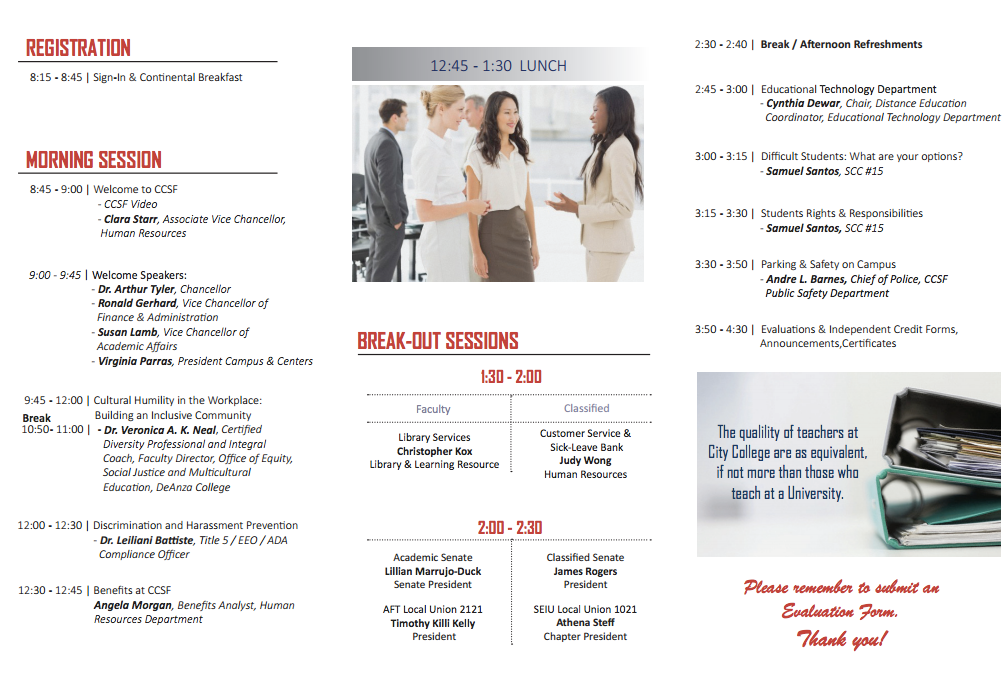 REGISTRATION
8:15 - 8:45 | Sign-In & Continental Breakfast
MORNING SESSION
8:45 - 9:00 | Welcome to CCSF
- CCSF Video
- Clara Starr, Associate Vice Chancellor,
Human Resources
9:00 - 9:45 | Welcome Speakers:
- Dr. Arthur Tyler, Chancellor
- Ronald Gerhard, Vice Chancellor of
Finance & Administration
- Susan Lamb, Vice Chancellor of
Academic Affairs
- Virginia Parras, President Campus & Centers
9:45 - 12:00 | Cultural Humility in the Workplace:
Break Building an Inclusive Community
10:50- 11:00 | - Dr. Veronica A. K. Neal, Certified
Diversity Professional and Integral
Coach, Faculty Director, Office of Equity,
Social Justice and Multicultural
Education, DeAnza College
12:00 - 12:30 | Discrimination and Harassment Prevention
- Dr. Leiliani Battiste, Title 5 / EEO / ADA
Compliance Officer
12:30 - 12:45 | Benefits at CCSF
Angela Morgan, Benefits Analyst, Human
Resources Department
12:45 - 1:30 LUNCH
BREAK-OUT SESSIONS
1:30 - 2:00
Faculty
Library Services
Christopher Kox
Library & Learning Resource
Classified
Customer Service &
Sick-Leave Bank
Judy Wong
Human Resources
2:00 - 2:30
Academic Senate
Lillian Marrujo-Duck
Senate President
AFT Local Union 2121
Timothy Killi Kelly
President
Classified Senate
James Rogers
President
SEIU Local Union 1021
Athena Steff
Chapter President
2:30 - 2:40 | Break / Afternoon Refreshments
2:45 - 3:00 | Educational Technology Department
- Cynthia Dewar, Chair, Distance Education
Coordinator, Educational Technology Department
3:00 - 3:15 | Difficult Students: What are your options?
- Samuel Santos, SCC #15
3:15 - 3:30 | Students Rights & Responsibilities
- Samuel Santos, SCC #15
3:30 - 3:50 | Parking & Safety on Campus
- Andre L. Barnes, Chief of Police, CCSF
Public Safety Department
3:50 - 4:30 | Evaluations & Independent Credit Forms,
Announcements,Certificates
The qualility of teachers at
City College are as equivalent,
if not more than those who
teach at a University.
Please remember to submit an
Evaluation Form.
Thank you!